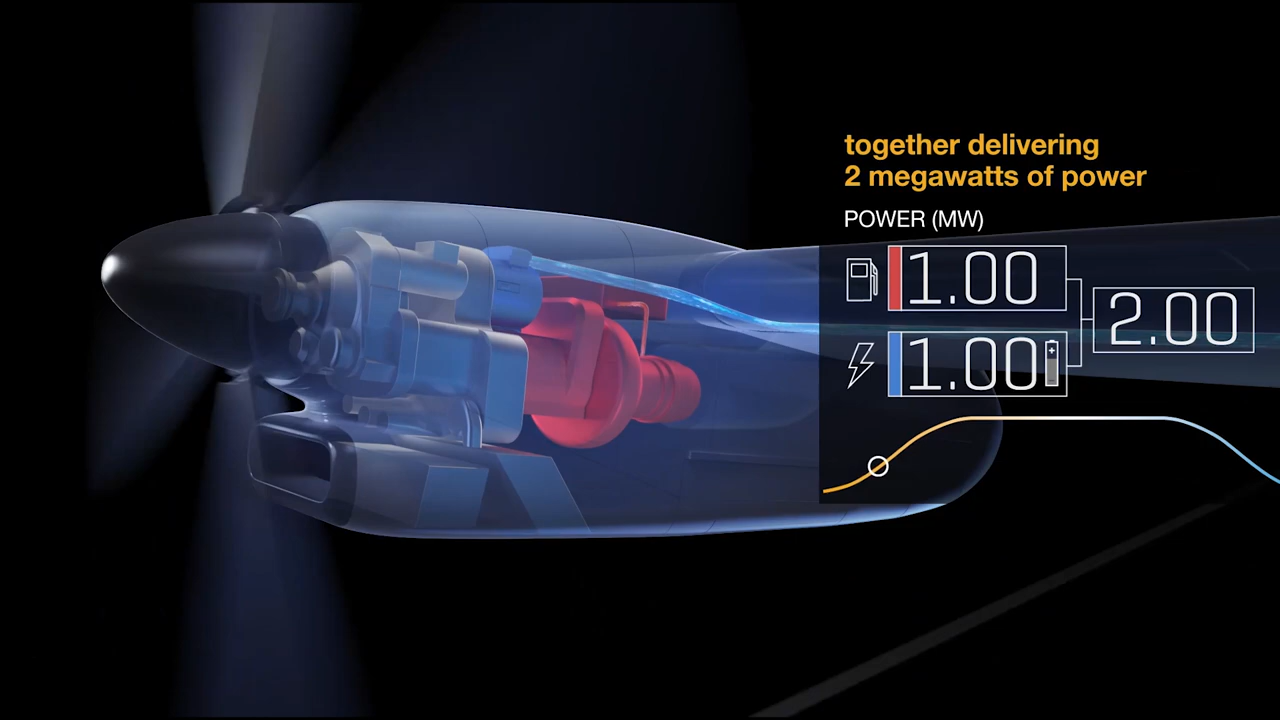 together delivering
2 megawatts of power
POWER (MW)
1.00
2.00
1.00